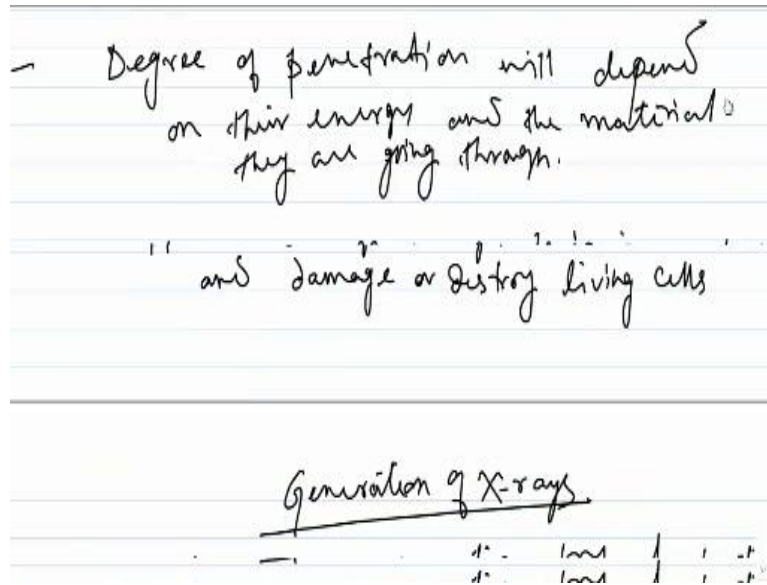 - Degree of penetration will depend
on their energy and the material
they are going through.
and damage or destroy living cells
Generation of X-rays